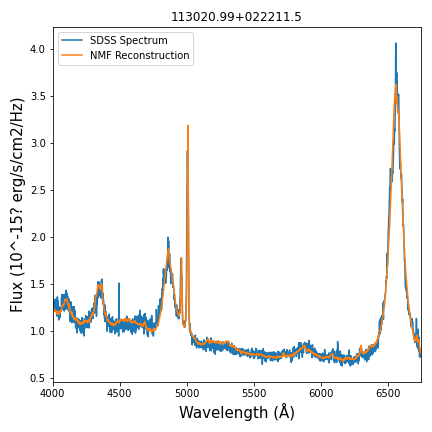 113020.99+022211.5
SDSS Spectrum
NMF Reconstruction
4.0
3.5
3.0
2.5
2.0
1.5
1.0
0.5
Flux (10^-15? erg/s/cm2/Hz)
4000 4500 5000 5500 6000 6500
Wavelength (Å)